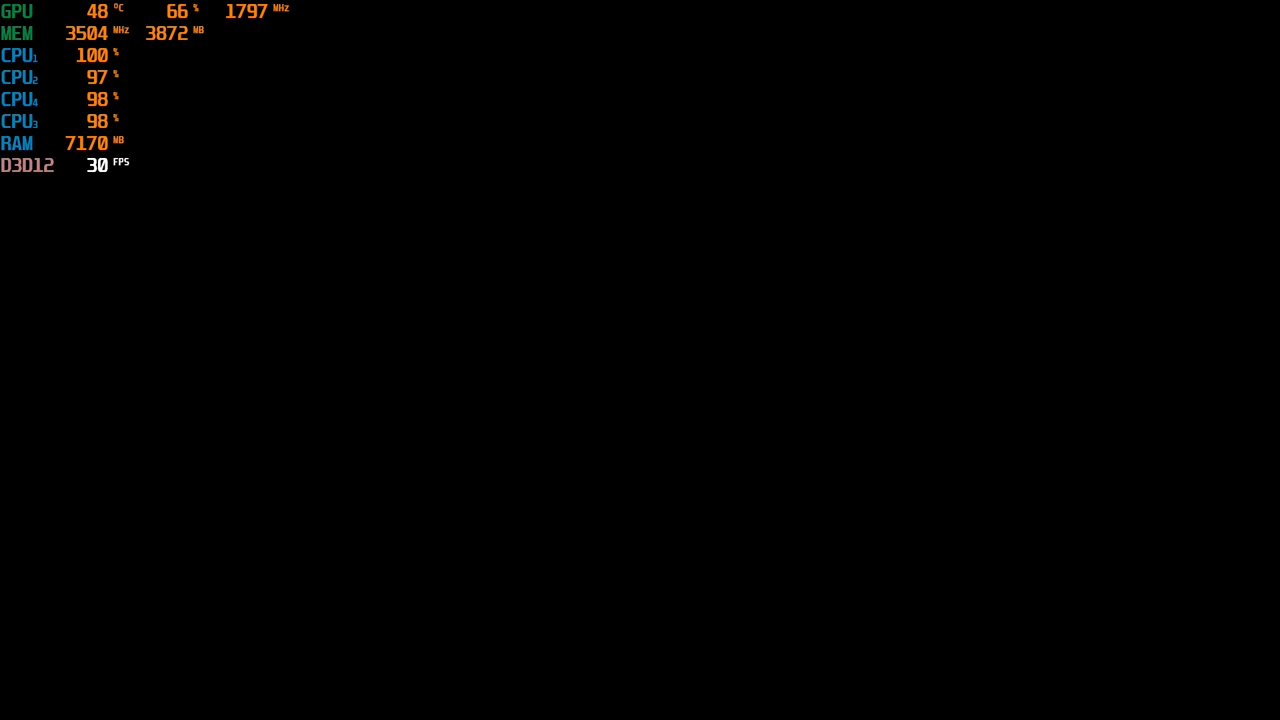 GPU 48 °C 66 % 1797 MHz
MEM 3504 MHz 3872 MB
CPU1 100 %
CPU2 97 %
CPU4 98 %
CPU3 98 %
RAM 7170 MB
D3D12 30 FPS